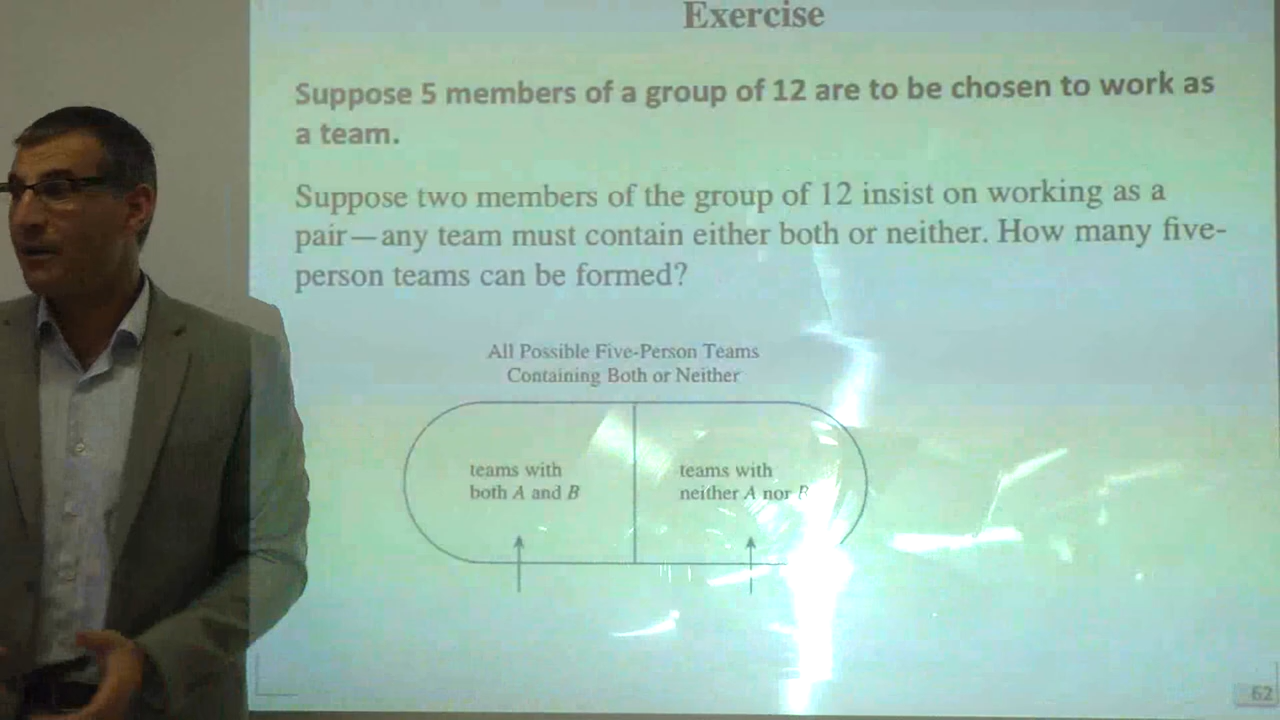 Exercise
Suppose 5 members of a group of 12 are to be chosen to work as
a team.
Suppose two members of the group of 12 insist on working as a
pair—any team must contain either both or neither. How many five-
person teams can be formed?
All Possible Five-Person Teams
Containing Both or Neither
teams with
both A and B
teams with
neither A nor B
62